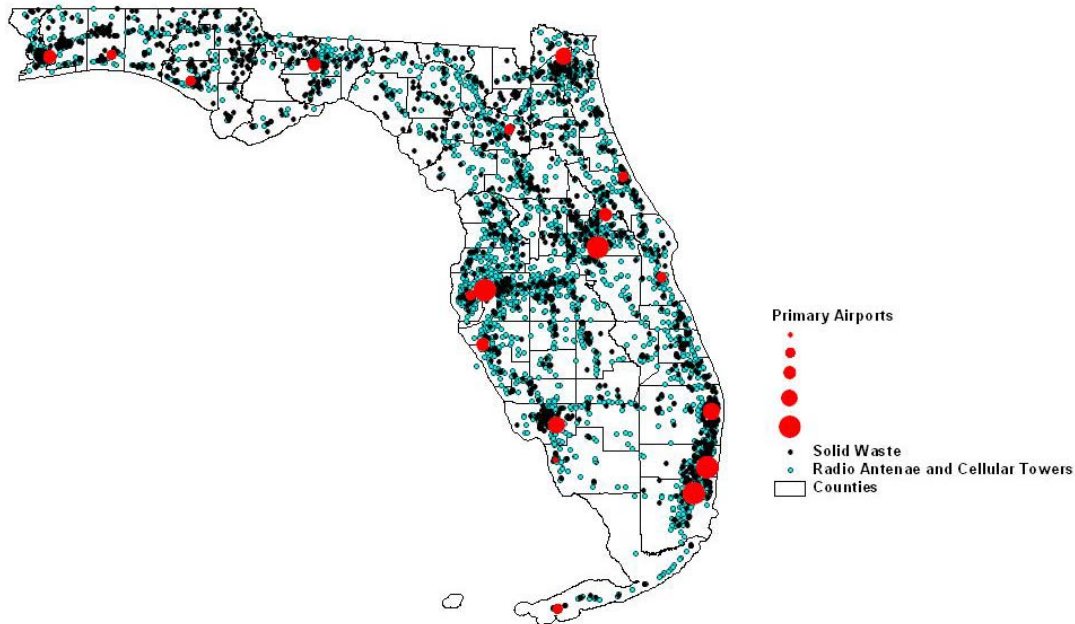 Primary Airports
Solid Waste
Radio Antenae and Cellular Towers
Counties